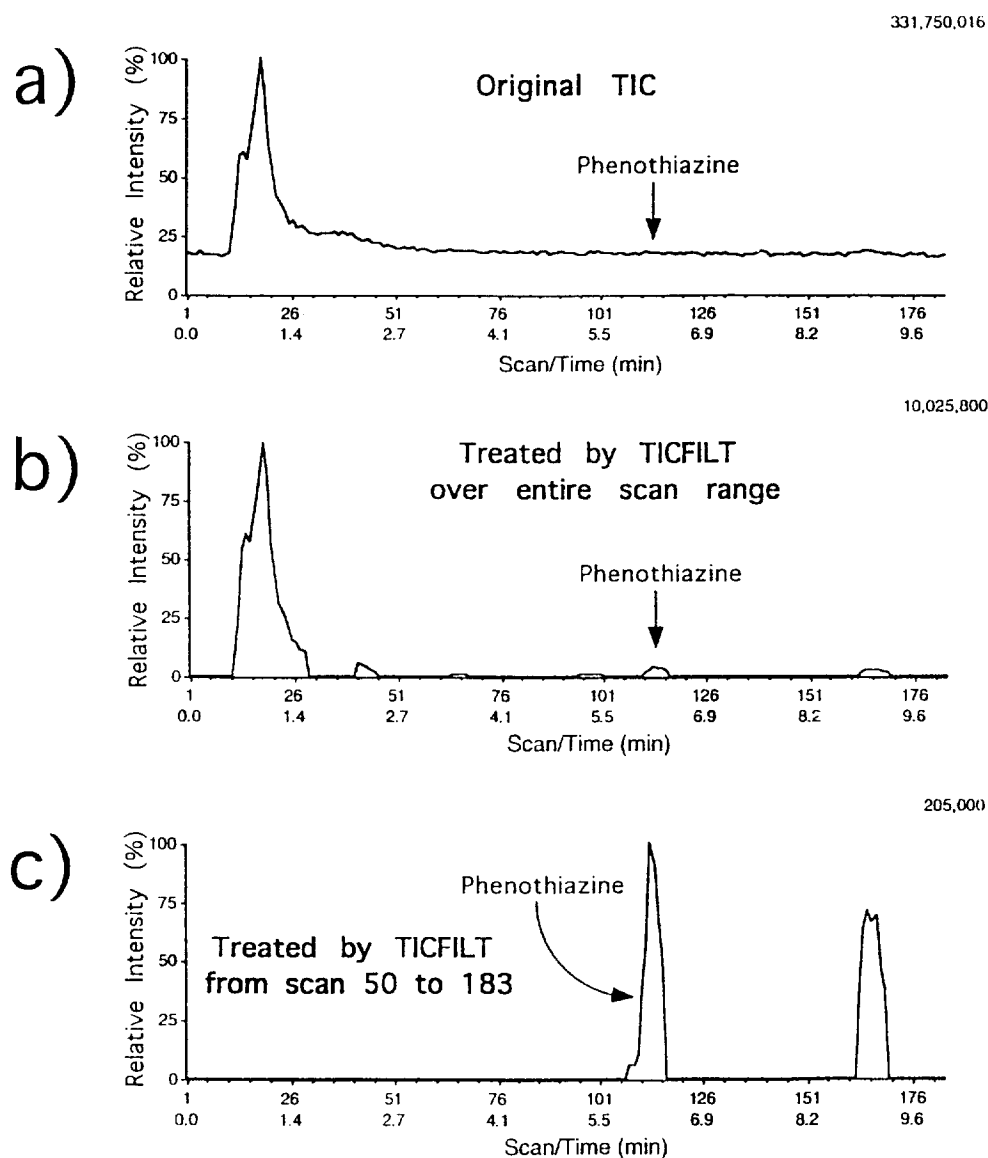 331,750,016
a)
Original TIC
Relative Intensity (%)
100
75
50
25
0
Phenothiazine
1 26 51 76 101 126 151 176
0.0 1.4 2.7 4.1 5.5 6.9 8.2 9.6
Scan/Time (min)
10,025,800
b)
Treated by TICFILT
over entire scan range
Relative Intensity (%)
100
75
50
25
0
Phenothiazine
1 26 51 76 101 126 151 176
0.0 1.4 2.7 4.1 5.5 6.9 8.2 9.6
Scan/Time (min)
205,000
c)
Relative Intensity (%)
100
75
50
25
0
Phenothiazine
Treated by TICFILT
from scan 50 to 183
1 26 51 76 101 126 151 176
0.0 1.4 2.7 4.1 5.5 6.9 8.2 9.6
Scan/Time (min)